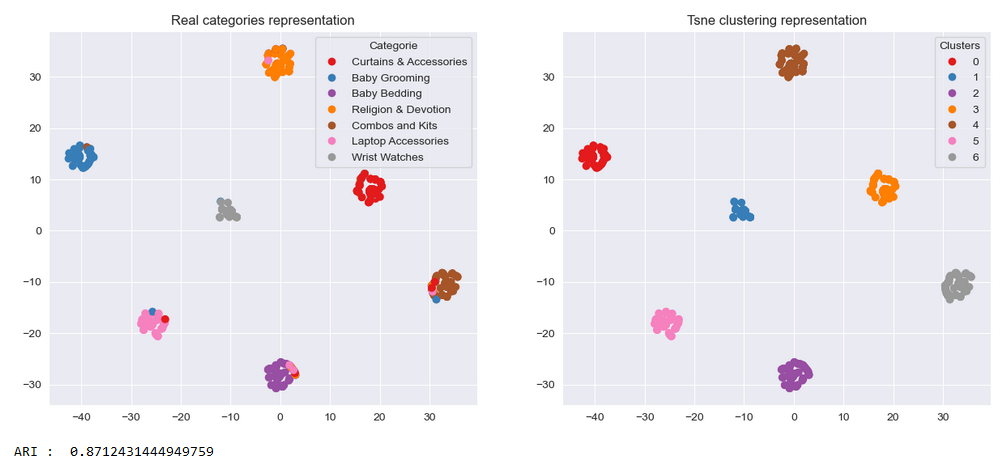 Real categories representation
Categorie
Curtains & Accessories
Baby Grooming
Baby Bedding
Religion & Devotion
Combos and Kits
Laptop Accessories
Wrist Watches
30
20
10
0
−10
−20
−30
−40 −30 −20 −10 0 10 20 30
Tsne clustering representation
Clusters
0
1
2
3
4
5
6
30
20
10
0
−10
−20
−30
−40 −30 −20 −10 0 10 20 30
ARI : 0.8712431444949759